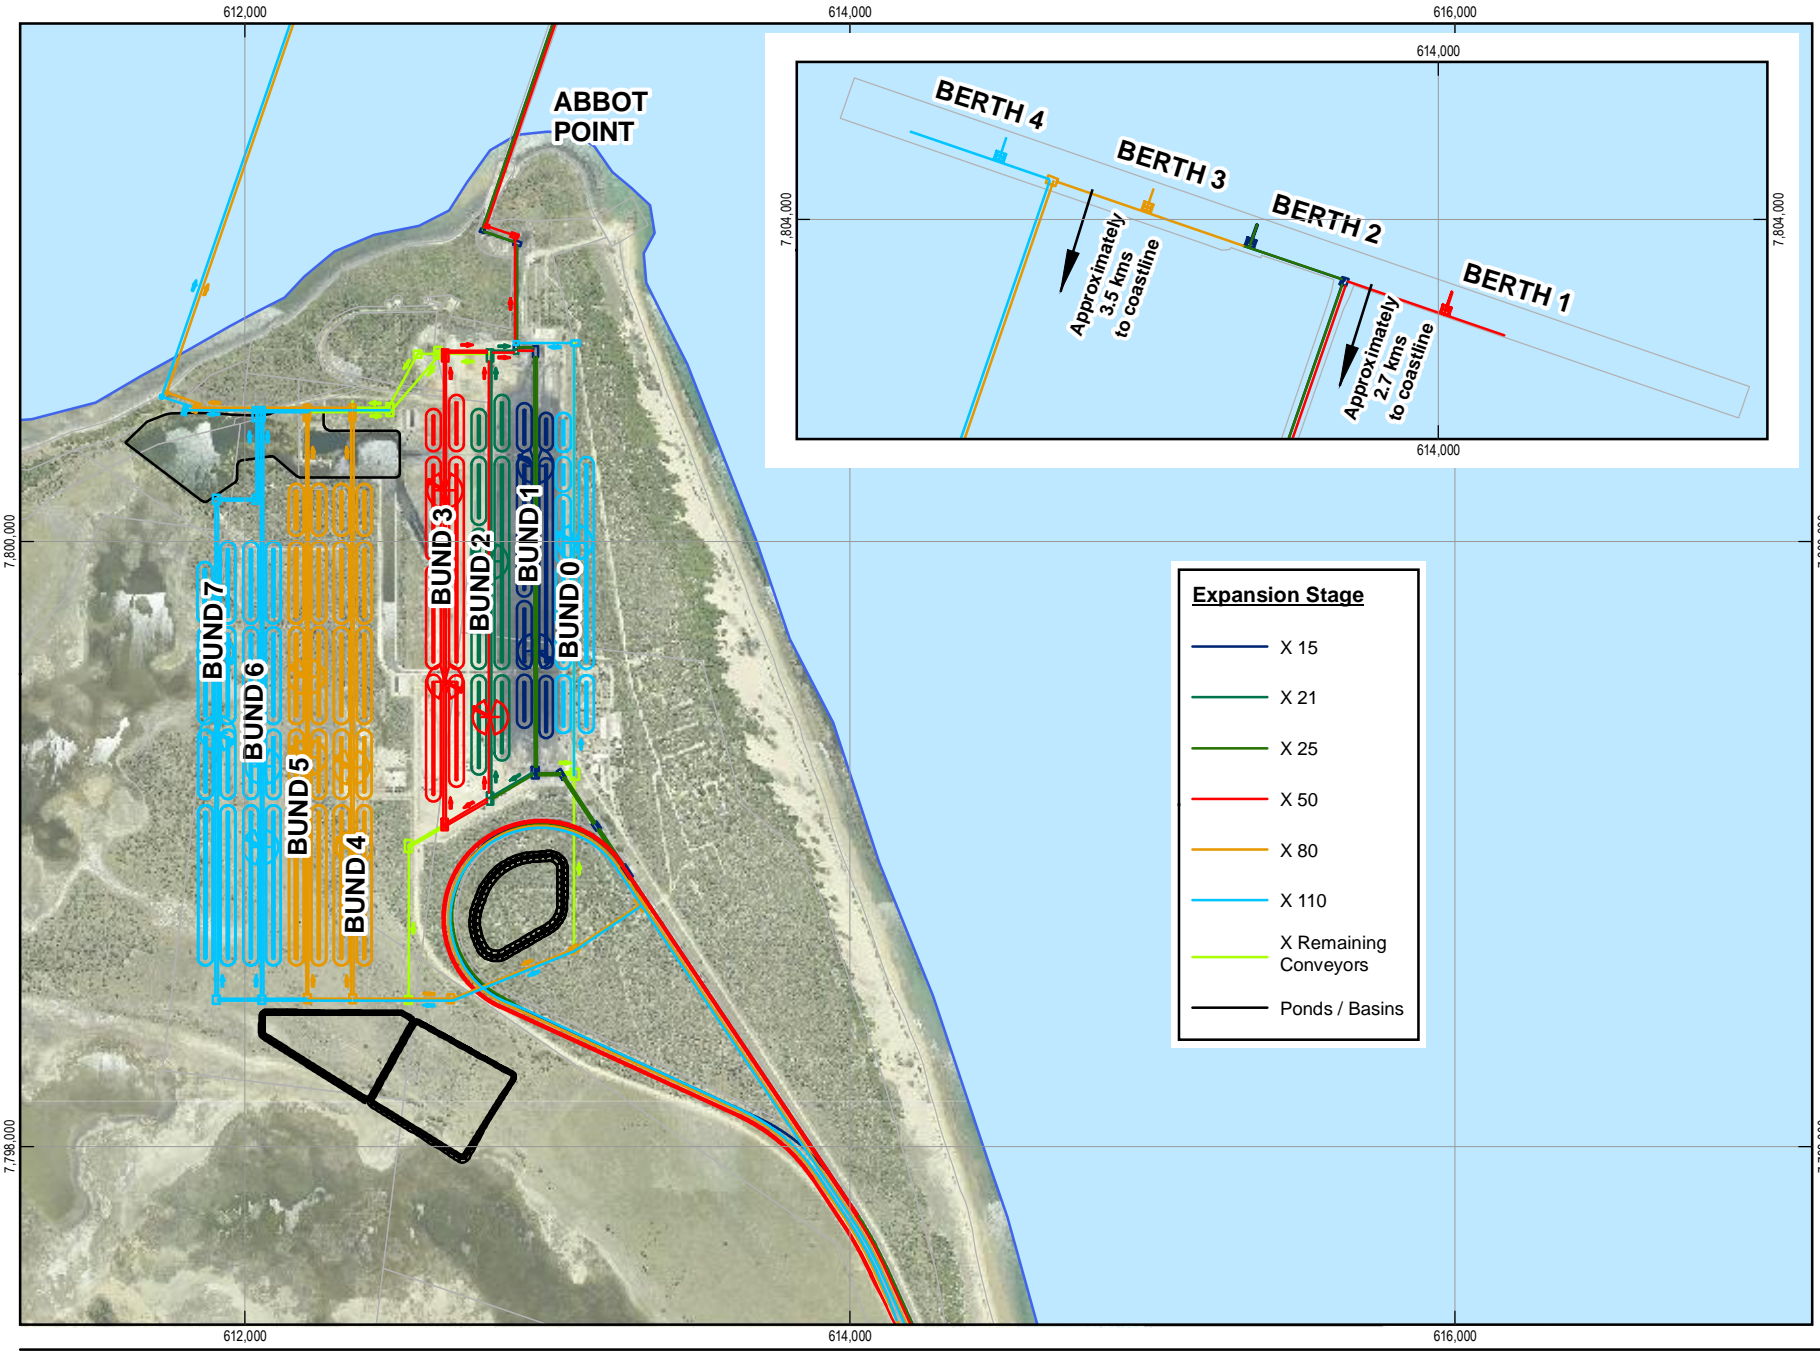 612,000
614,000
616,000
ABBOT
POINT
614,000
BERTH 4
BERTH 3
BERTH 2
BERTH 1
7,804,000
7,804,000
Approximately
3.5 kms
to coastline
Approximately
2.7 kms
to coastline
614,000
7,800,000
BUND 7
BUND 6
BUND 5
BUND 4
BUND 3
BUND 2
BUND 1
BUND 0
Expansion Stage
X 15
X 21
X 25
X 50
X 80
X 110
X Remaining
Conveyors
Ponds / Basins
7,798,000
612,000
614,000
616,000